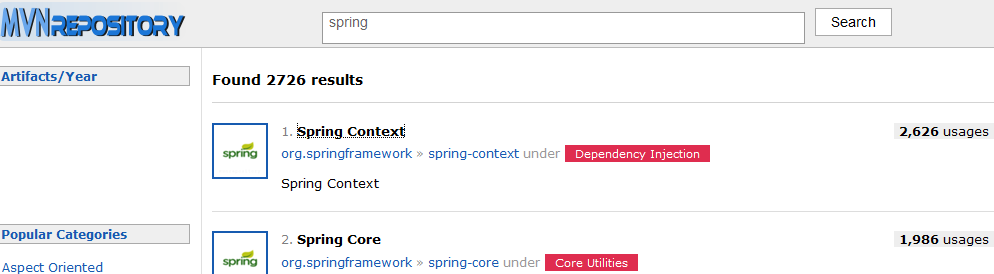 MVNREPOSITORY
spring
Search
Artifacts/Year
Found 2726 results
spring
1. Spring Context
2,626 usages
org.springframework » spring-context under Dependency Injection
Spring Context
Popular Categories
Aspect Oriented
spring
2. Spring Core
1,986 usages
org.springframework » spring-core under Core Utilities